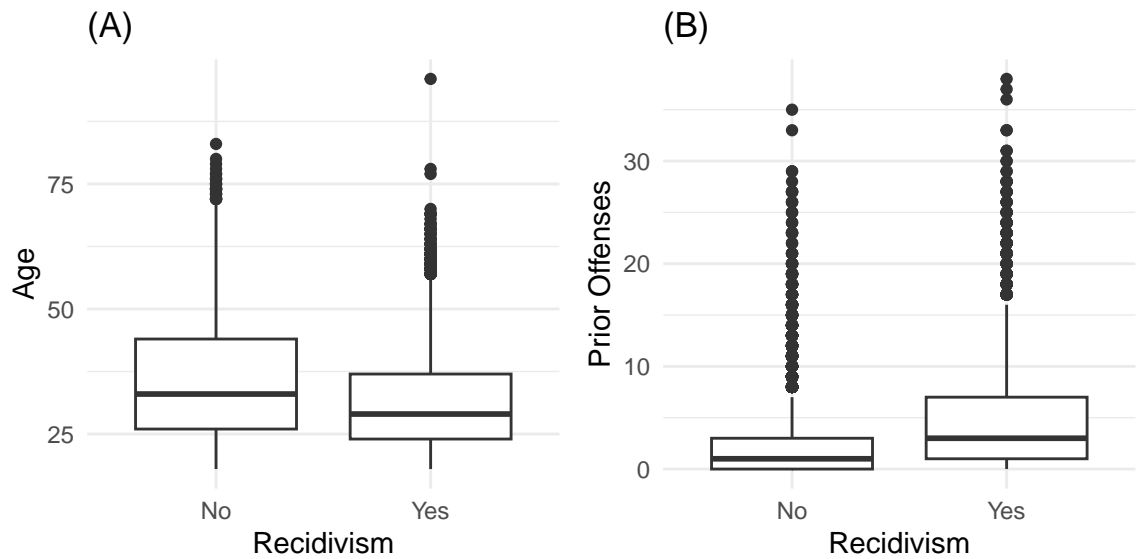 (A)
Age
75
50
25
No Yes
Recidivism
(B)
Prior Offenses
30
20
10
0
No Yes
Recidivism